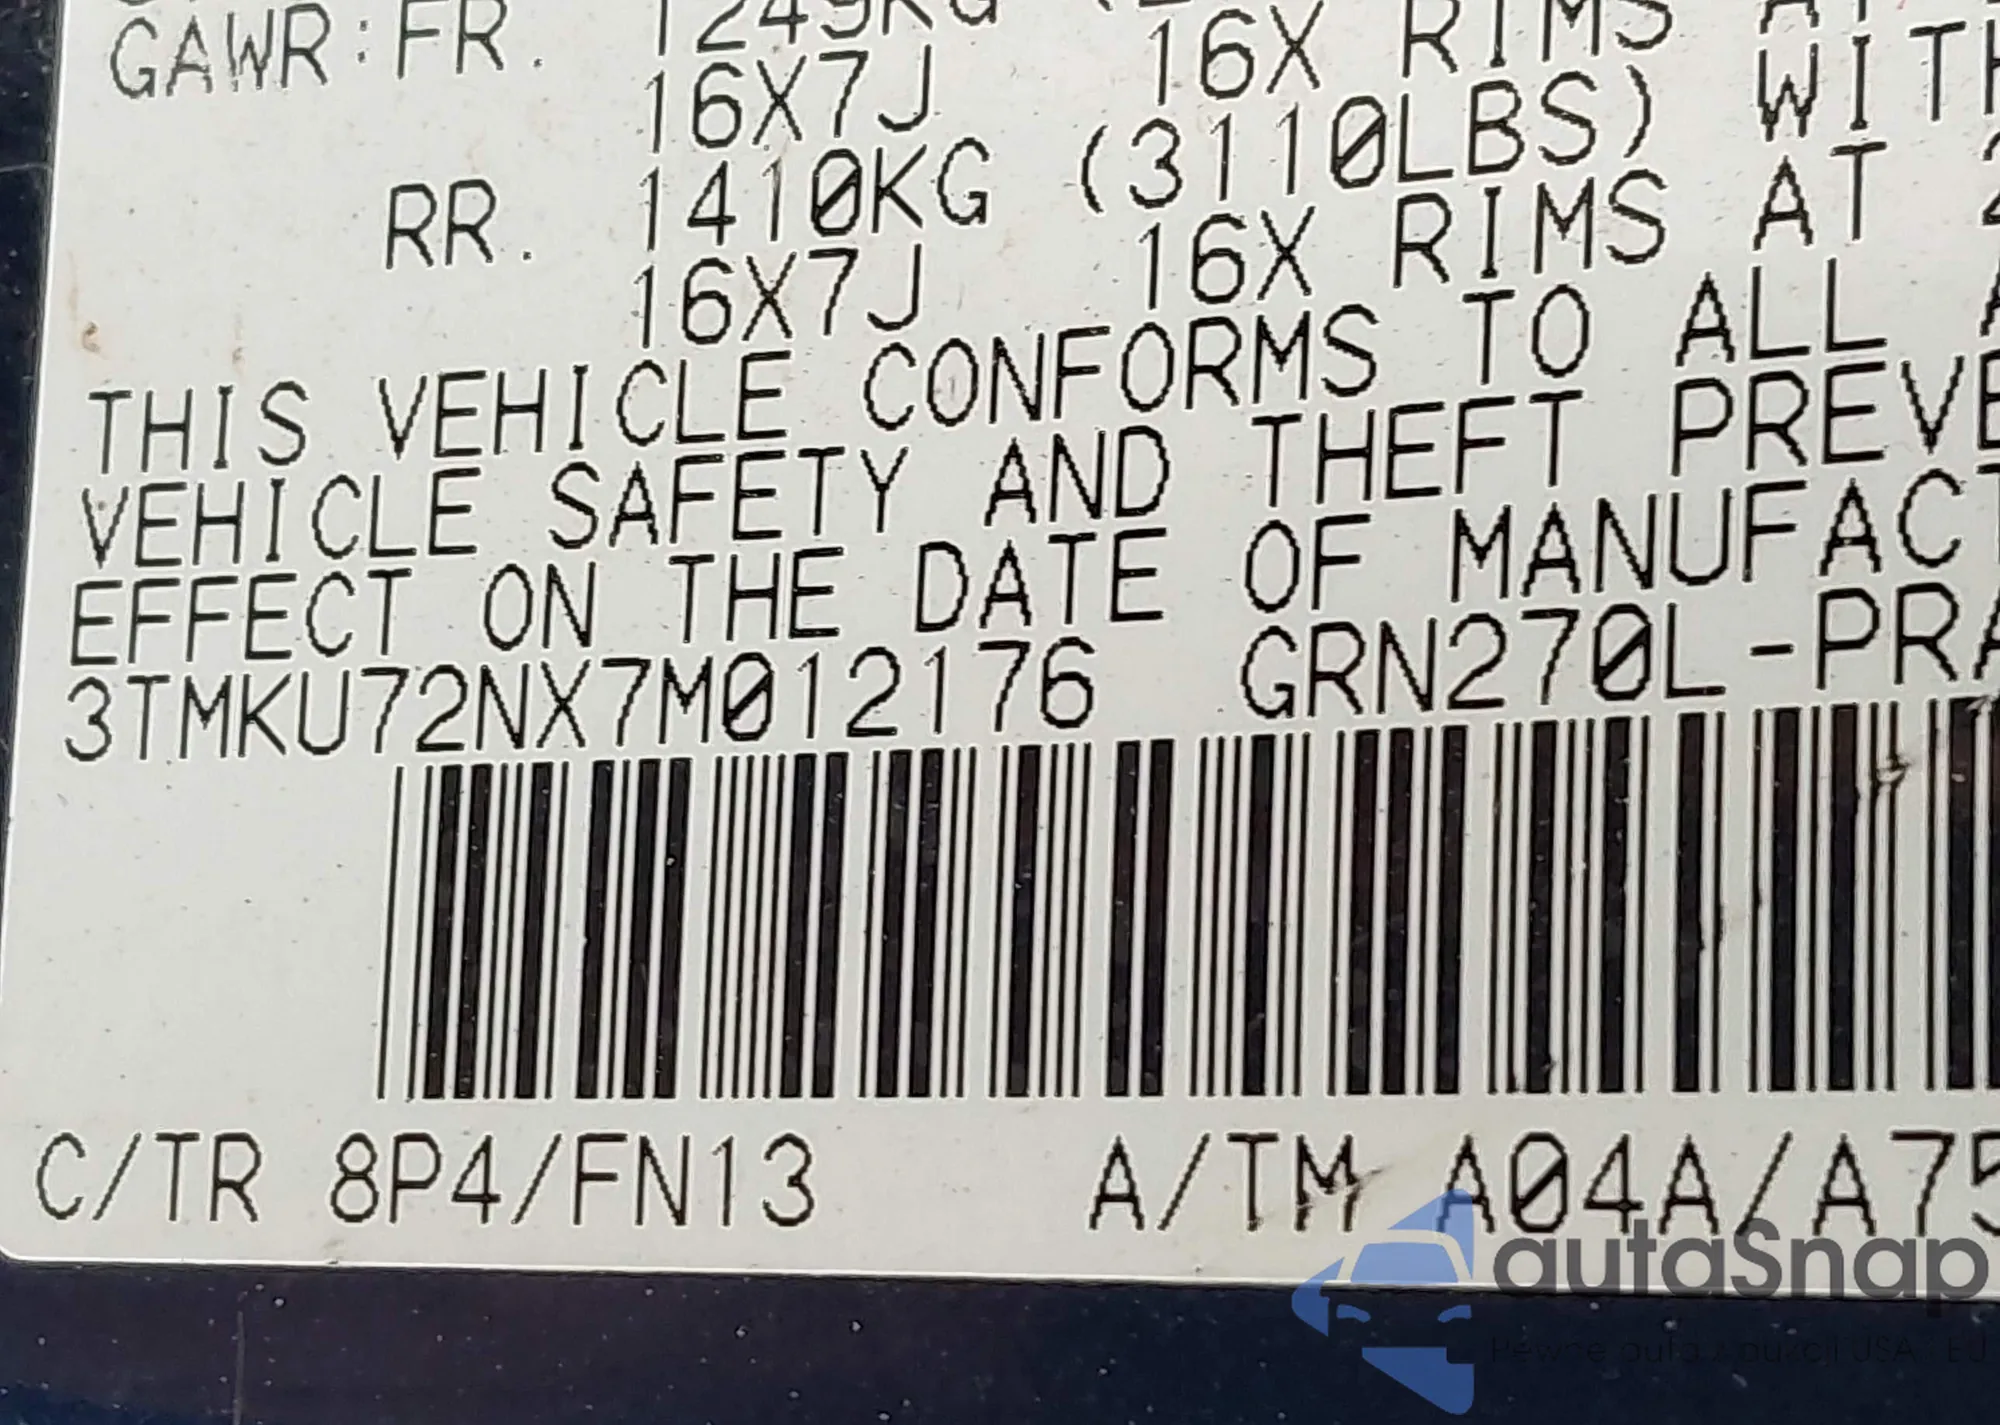 GAWR:FR. 1249KG
16X7J 16X RIMS AT
RR. 1410KG (3110LBS) WITH
16X7J 16X RIMS AT
THIS VEHICLE CONFORMS TO ALL
VEHICLE SAFETY AND THEFT PREVE
EFFECT ON THE DATE OF MANUFACT
3TMKU72NX7M012176 GRN270L-PRA
C/TR 8P4/FN13 A/TM A04A/A75
autoSnap